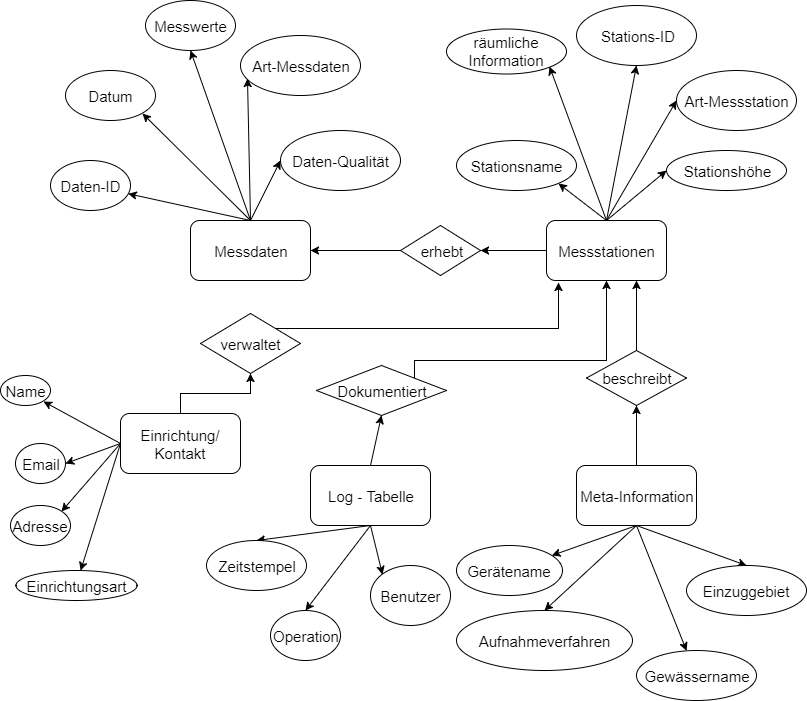 Messwerte
Stations-ID
räumliche
Information
Art-Messdaten
Datum
Art-Messstation
Daten-Qualität
Stationsname
Stationshöhe
Daten-ID
Messdaten
erhebt
Messstationen
verwaltet
Dokumentiert
beschreibt
Name
Einrichtung/
Kontakt
Email
Log - Tabelle
Meta-Information
Adresse
Zeitstempel
Gerätename
Einrichtungsart
Benutzer
Einzuggebiet
Operation
Aufnahmeverfahren
Gewässername